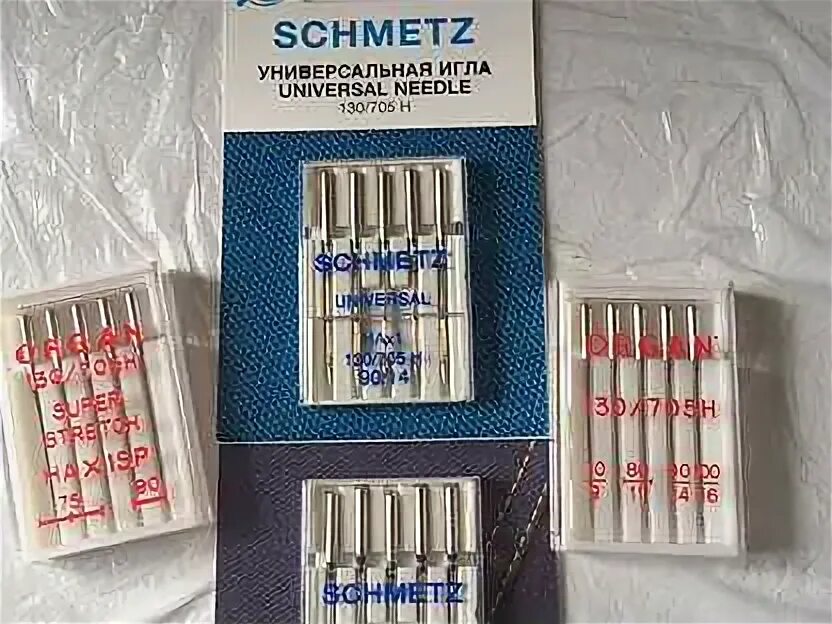 SCHMETZ
УНИВЕРСАЛЬНАЯ ИГЛА
UNIVERSAL NEEDLE
130/705 H
SCHMETZ
UNIVERSAL
130/705 H
90/14
ORGAN
SUPER
STRETCH
HAX1SP
75 90
ORGAN
130/705H
80 90 100
SCHMETZ